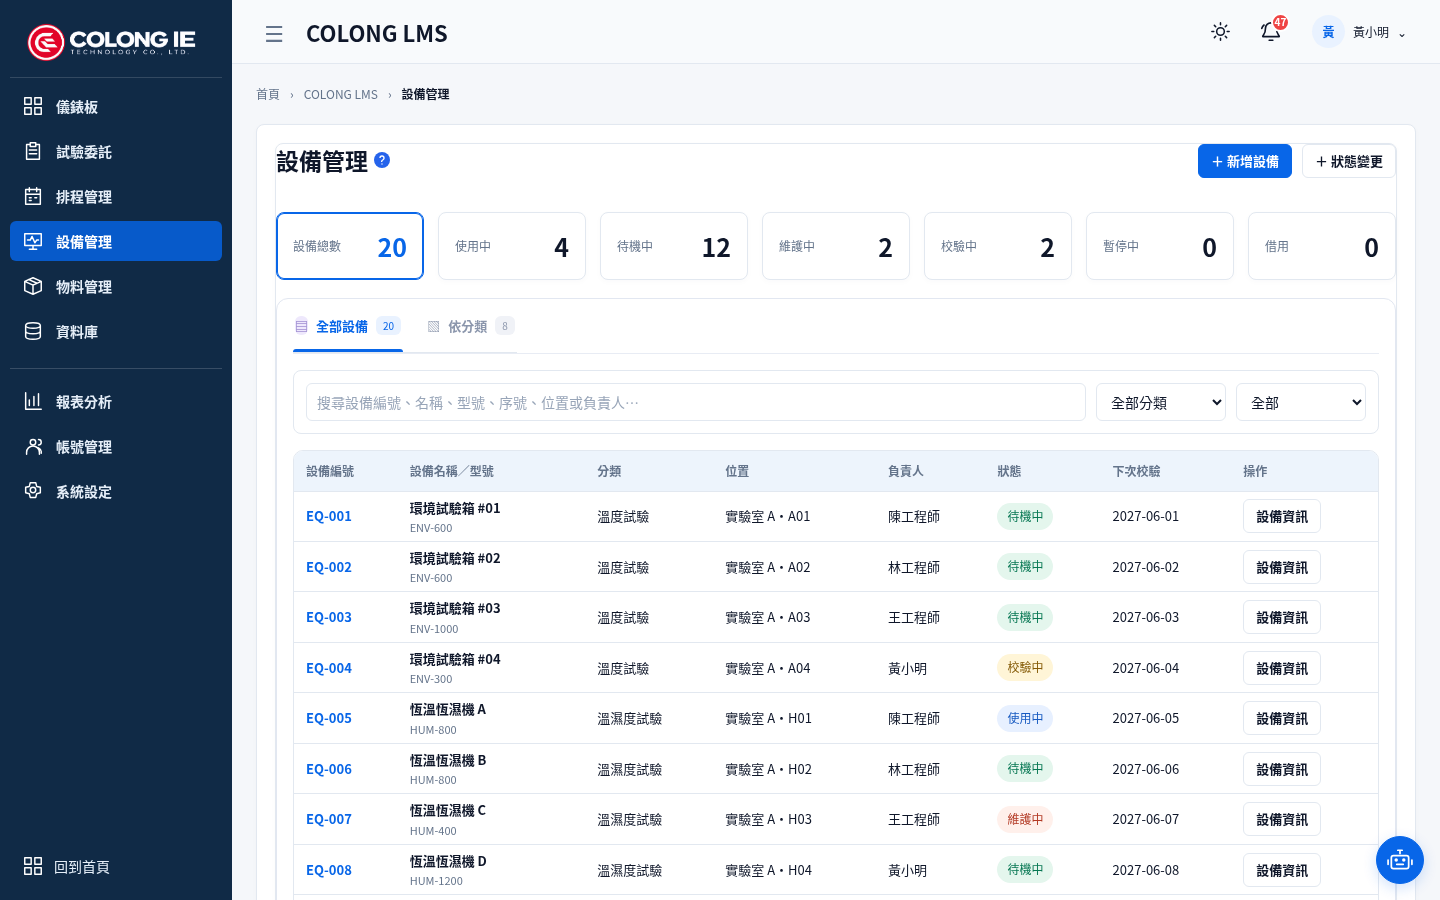 COLONG IE
TECHNOLOGY CO., LTD.
儀錶板
試驗委託
排程管理
設備管理
物料管理
資料庫
報表分析
帳號管理
系統設定
回到首頁
☰ COLONG LMS
47
黃 黃小明 ⌄
首頁 › COLONG LMS › 設備管理
設備管理 ?
+ 新增設備 + 狀態變更
設備總數 20 使用中 4 待機中 12 維護中 2 校驗中 2 暫停中 0 借用 0
全部設備 20 依分類 8
搜尋設備編號、名稱、型號、序號、位置或負責人… 全部分類 全部
設備編號 設備名稱／型號 分類 位置 負責人 狀態 下次校驗 操作
EQ-001 環境試驗箱 #01 溫度試驗 實驗室 A・A01 陳工程師 待機中 2027-06-01 設備資訊
ENV-600
EQ-002 環境試驗箱 #02 溫度試驗 實驗室 A・A02 林工程師 待機中 2027-06-02 設備資訊
ENV-600
EQ-003 環境試驗箱 #03 溫度試驗 實驗室 A・A03 王工程師 待機中 2027-06-03 設備資訊
ENV-1000
EQ-004 環境試驗箱 #04 溫度試驗 實驗室 A・A04 黃小明 校驗中 2027-06-04 設備資訊
ENV-300
EQ-005 恆溫恆濕機 A 溫濕度試驗 實驗室 A・H01 陳工程師 使用中 2027-06-05 設備資訊
HUM-800
EQ-006 恆溫恆濕機 B 溫濕度試驗 實驗室 A・H02 林工程師 待機中 2027-06-06 設備資訊
HUM-800
EQ-007 恆溫恆濕機 C 溫濕度試驗 實驗室 A・H03 王工程師 維護中 2027-06-07 設備資訊
HUM-400
EQ-008 恆溫恆濕機 D 溫濕度試驗 實驗室 A・H04 黃小明 待機中 2027-06-08 設備資訊
HUM-1200